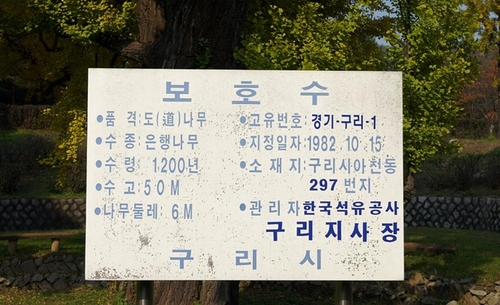 보 호 수
•품 격:도(道)나무
•수 종:은행나무
•수 령: 1,200년
•수 고:50M
•나무둘레: 6M
•고유번호: 경기-구리-1
•지정일자:1982. 10. 15
•소 재 지:구리시아천동
297 번지
•관 리 자:한국석유공사
구리지사장
구 리 시